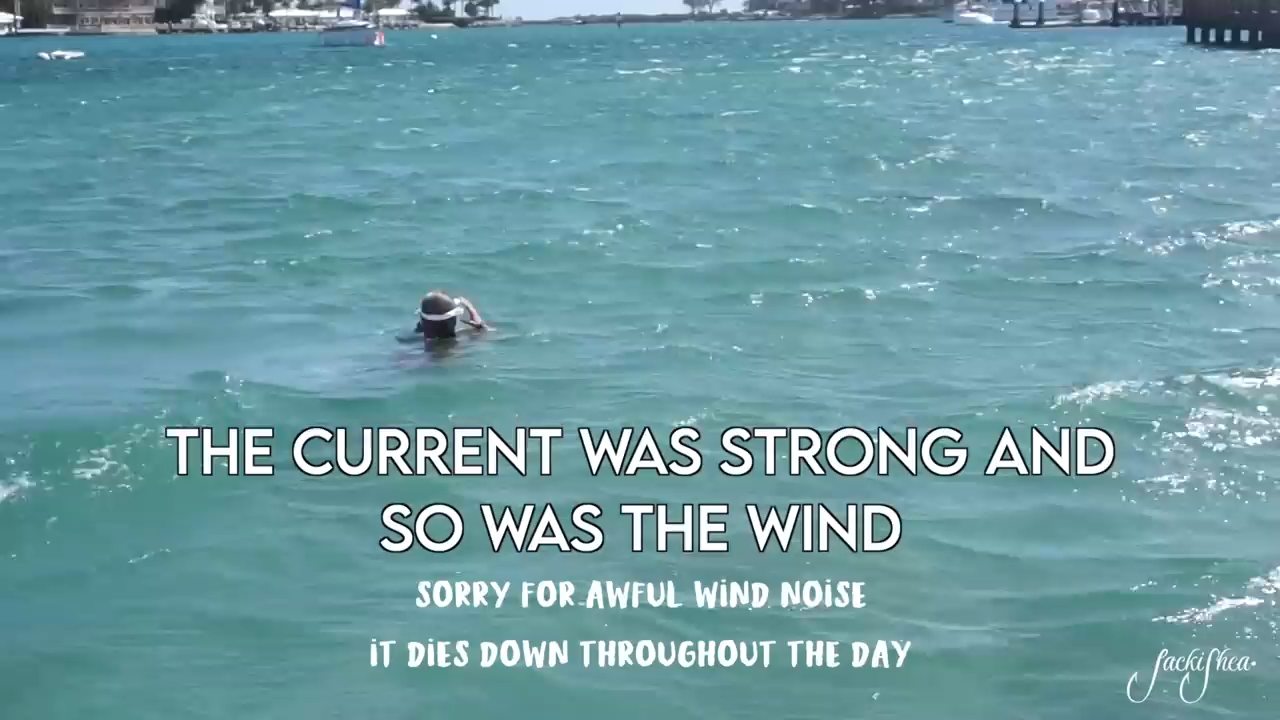 THE CURRENT WAS STRONG AND
SO WAS THE WIND
SORRY FOR AWFUL WIND NOISE
IT DIES DOWN THROUGHOUT THE DAY
JackiShea.